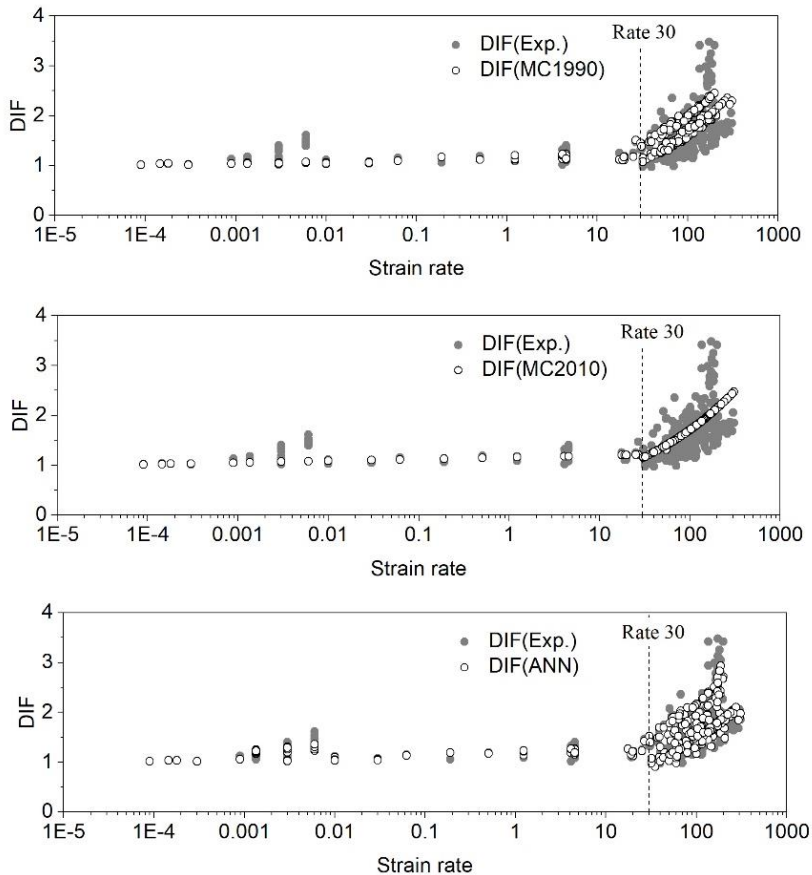 4
Rate 30
DIF(Exp.)
DIF(MC1990)
3
DIF
2
1
0
1E-5 1E-4 0.001 0.01 0.1 1 10 100 1000
Strain rate
4
Rate 30
DIF(Exp.)
DIF(MC2010)
3
DIF
2
1
0
1E-5 1E-4 0.001 0.01 0.1 1 10 100 1000
Strain rate
4
Rate 30
DIF(Exp.)
DIF(ANN)
3
DIF
2
1
0
1E-5 1E-4 0.001 0.01 0.1 1 10 100 1000
Strain rate